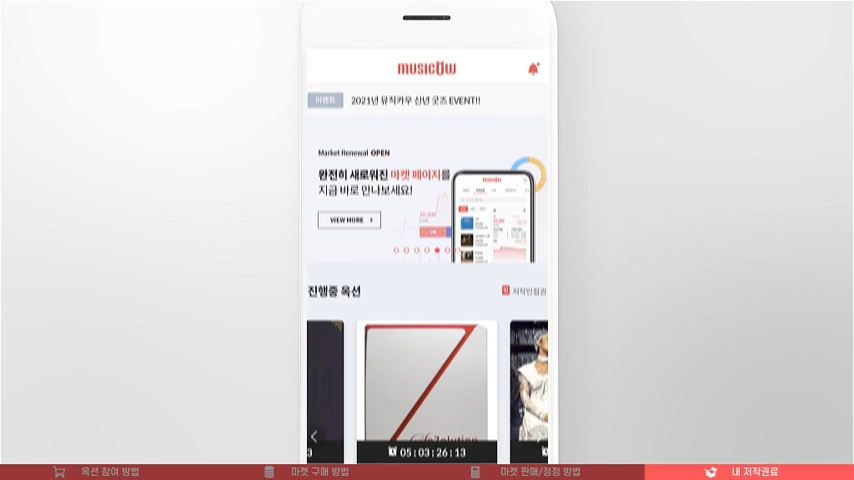 MUSICOW
이벤트
2021년 뮤직카우 신년 굿즈 EVENT!!
Market Renewal OPEN
완전히 새로워진 마켓 페이지를
지금 바로 만나보세요!
VIEW MORE
진행중 옥션
저작인접권
05:03:26:13
옥션 참여 방법
마켓 구매 방법
마켓 판매/정정 방법
내 저작권료